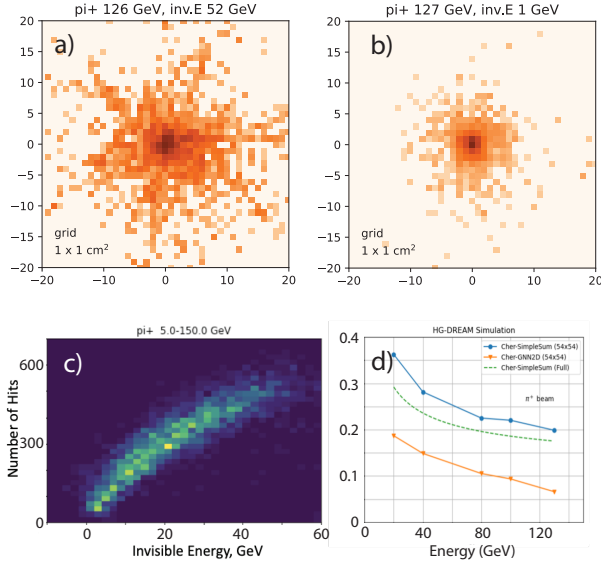 pi+ 126 GeV, inv.E 52 GeV
a)
20
15
10
5
0
−5
−10
−15
−20
grid
1 x 1 cm²
−20 −10 0 10 20
pi+ 127 GeV, inv.E 1 GeV
b)
20
15
10
5
0
−5
−10
−15
−20
grid
1 x 1 cm²
−20 −10 0 10 20
pi+ 5.0-150.0 GeV
c)
Number of Hits
600
300
0
0 10 20 30 40 50 60
Invisible Energy, GeV
HG-DREAM Simulation
d)
Cher-SimpleSum (54x54)
Cher-GNN2D (54x54)
Cher-SimpleSum (Full)
π⁺ beam
0.4
0.3
0.2
0.1
0
0 40 80 120
Energy (GeV)